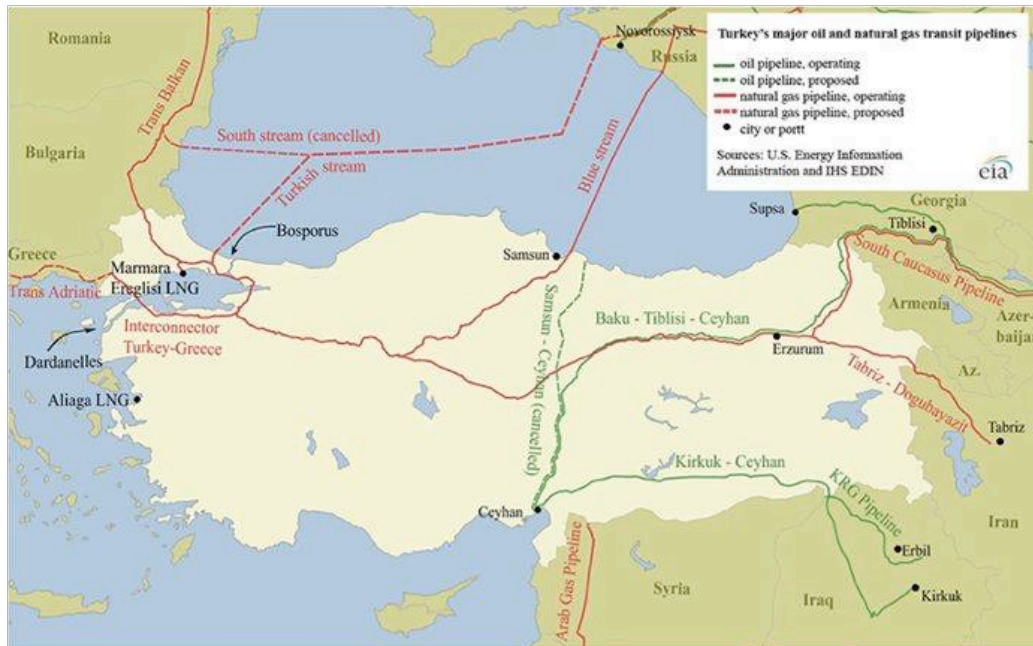 Romania
Novorossiysk
Russia
Turkey's major oil and natural gas transit pipelines
oil pipeline, operating
oil pipeline, proposed
natural gas pipeline, operating
natural gas pipeline, proposed
city or portt
Sources: U.S. Energy Information
Administration and IHS EDIN
eia
Trans Balkan
South stream (cancelled)
Turkish stream
Blue stream
Bulgaria
Georgia
Supsa
Tiblisi
South Caucasus Pipeline
Bosporus
Samsun
Greece
Marmara
Ereglisi LNG
Trans Adriatic
Armenia
Azer-
baijan
Interconnector
Turkey-Greece
Samsun - Ceyhan (cancelled)
Baku - Tiblisi - Ceyhan
Erzurum
Dardanelles
Az.
Aliaga LNG
Tabriz - Dogubayazit
Tabriz
Kirkuk - Ceyhan
KRG Pipeline
Ceyhan
Iran
Erbil
Arab Gas Pipeline
Syria
Iraq
Kirkuk